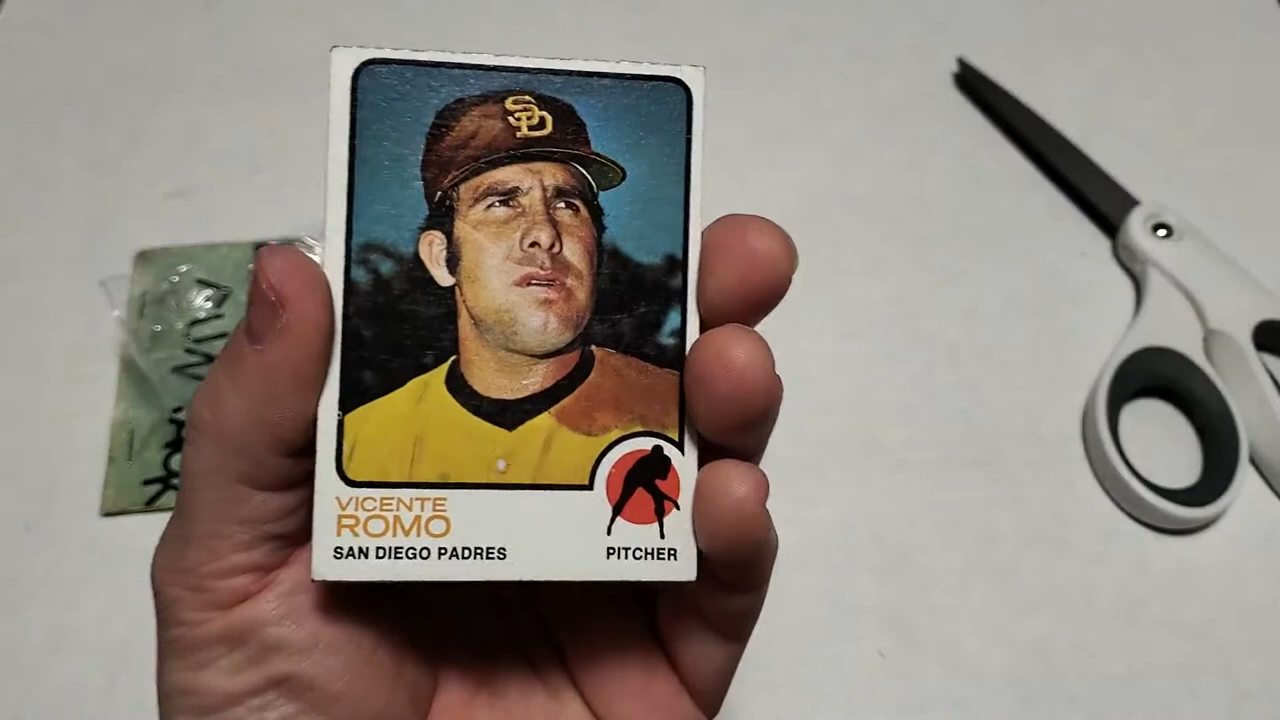 SD
VICENTE
ROMO
SAN DIEGO PADRES
PITCHER